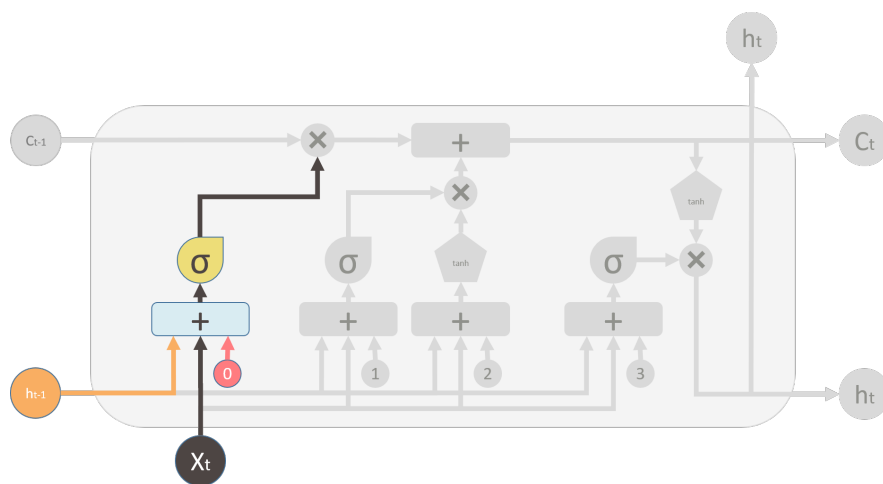 ht
Ct-1
×
+
Ct
×
tanh
σ
σ
tanh
σ
×
+
+
+
+
ht-1
0
1
2
3
ht
Xt